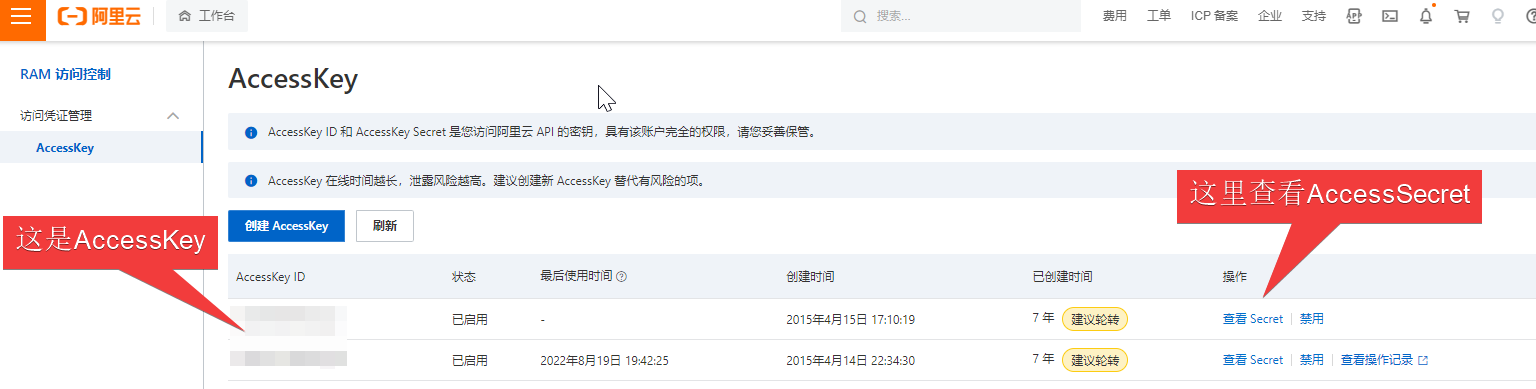 阿里云 工作台 搜索... 费用 工单 ICP 备案 企业 支持
RAM 访问控制
访问凭证管理
AccessKey
AccessKey
AccessKey ID 和 AccessKey Secret 是您访问阿里云 API 的密钥，具有该账户完全的权限，请您妥善保管。
AccessKey 在线时间越长，泄露风险越高。建议创建新 AccessKey 替代有风险的项。
这里查看AccessSecret
创建 AccessKey 刷新
这是AccessKey
AccessKey ID 状态 最后使用时间 创建时间 已创建时间 操作
已启用 - 2015年4月15日 17:10:19 7 年 建议轮转 查看 Secret 禁用
已启用 2022年8月19日 19:42:25 2015年4月14日 22:34:30 7 年 建议轮转 查看 Secret 禁用 查看操作记录